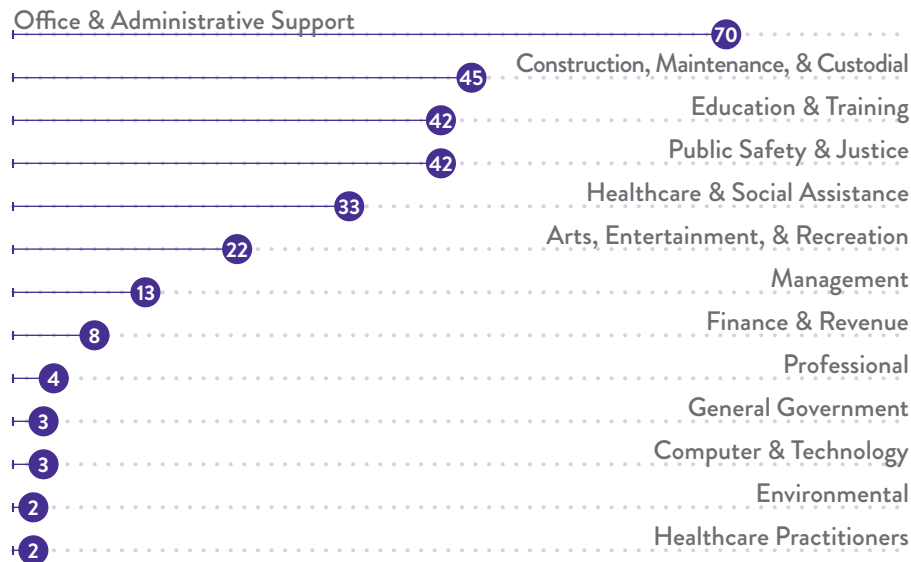 Office & Administrative Support
70
Construction, Maintenance, & Custodial
45
Education & Training
42
Public Safety & Justice
42
Healthcare & Social Assistance
33
Arts, Entertainment, & Recreation
22
Management
13
Finance & Revenue
8
Professional
4
General Government
3
Computer & Technology
3
Environmental
2
Healthcare Practitioners
2